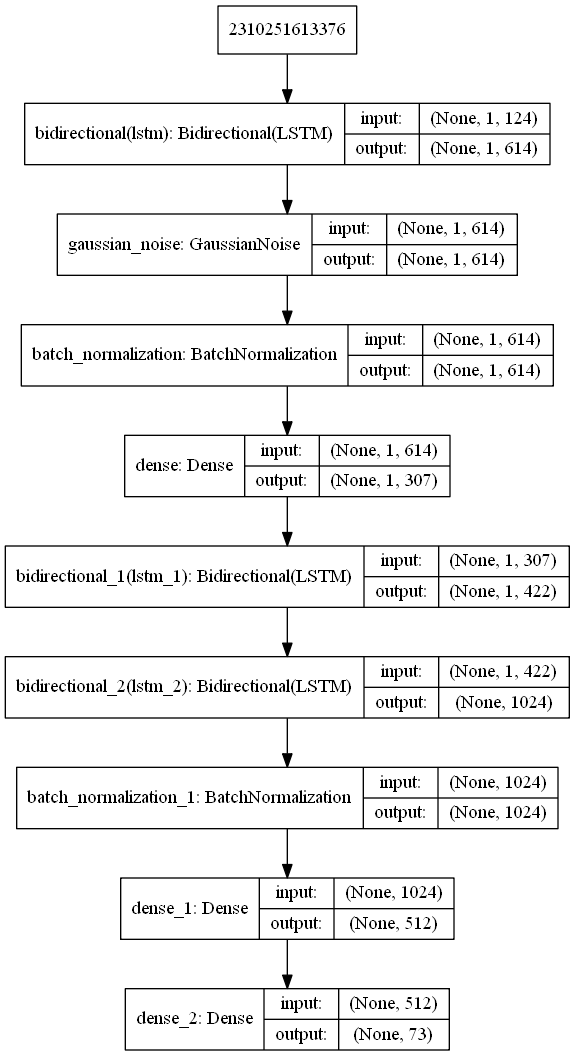 2310251613376
bidirectional(lstm): Bidirectional(LSTM)
input: (None, 1, 124)
output: (None, 1, 614)
gaussian_noise: GaussianNoise
input: (None, 1, 614)
output: (None, 1, 614)
batch_normalization: BatchNormalization
input: (None, 1, 614)
output: (None, 1, 614)
dense: Dense
input: (None, 1, 614)
output: (None, 1, 307)
bidirectional_1(lstm_1): Bidirectional(LSTM)
input: (None, 1, 307)
output: (None, 1, 422)
bidirectional_2(lstm_2): Bidirectional(LSTM)
input: (None, 1, 422)
output: (None, 1024)
batch_normalization_1: BatchNormalization
input: (None, 1024)
output: (None, 1024)
dense_1: Dense
input: (None, 1024)
output: (None, 512)
dense_2: Dense
input: (None, 512)
output: (None, 73)